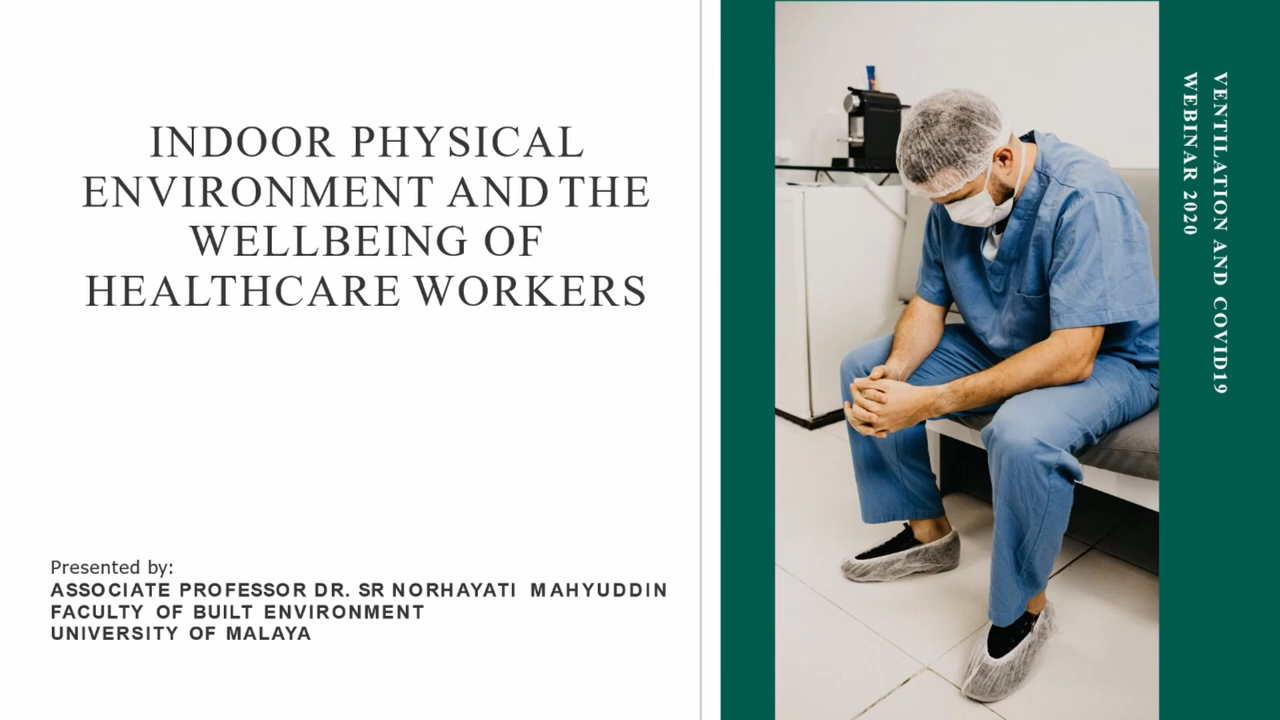 INDOOR PHYSICAL
ENVIRONMENT AND THE
WELLBEING OF
HEALTHCARE WORKERS
Presented by:
ASSOCIATE PROFESSOR DR. SR NORHAYATI MAHYUDDIN
FACULTY OF BUILT ENVIRONMENT
UNIVERSITY OF MALAYA
VENTILATION AND COVID19
WEBINAR 2020